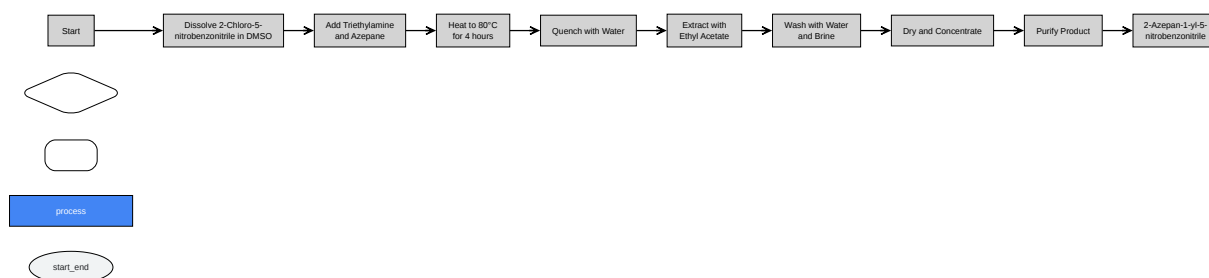 Start
Dissolve 2-Chloro-5-
nitrobenzonitrile in DMSO
Add Triethylamine
and Azepane
Heat to 80°C
for 4 hours
Quench with Water
Extract with
Ethyl Acetate
Wash with Water
and Brine
Dry and Concentrate
Purify Product
2-Azepan-1-yl-5-
nitrobenzonitrile
process
start_end